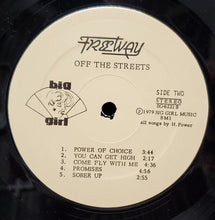 FREEWAY
OFF THE STREETS
big
girl
SIDE TWO
STEREO
℗ 1979 BIG GIRL MUSIC
BMI
all songs by H. Power
1. POWER OF CHOICE 3:44
2. YOU CAN GET HIGH 2:17
3. COME FLY WITH ME 3:54
4. PROMISES 4:56
5. SOBER UP 2:55